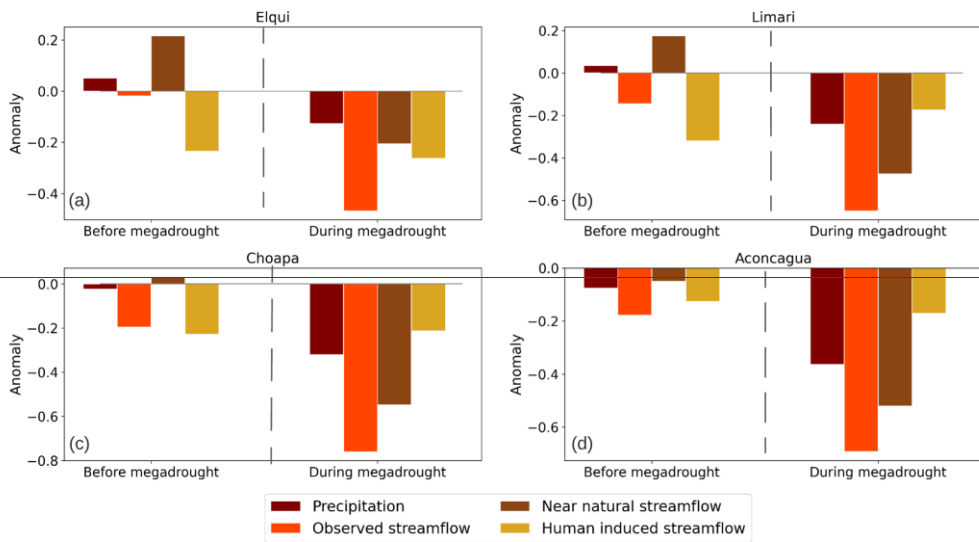 Elqui
0.2
0.0
−0.2
−0.4
Anomaly
(a)
Before megadrought During megadrought
Limari
0.2
0.0
−0.2
−0.4
−0.6
Anomaly
(b)
Before megadrought During megadrought
Choapa
0.0
−0.2
−0.4
−0.6
−0.8
Anomaly
(c)
Before megadrought During megadrought
Aconcagua
0.0
−0.2
−0.4
−0.6
Anomaly
(d)
Before megadrought During megadrought
Precipitation Near natural streamflow
Observed streamflow Human induced streamflow